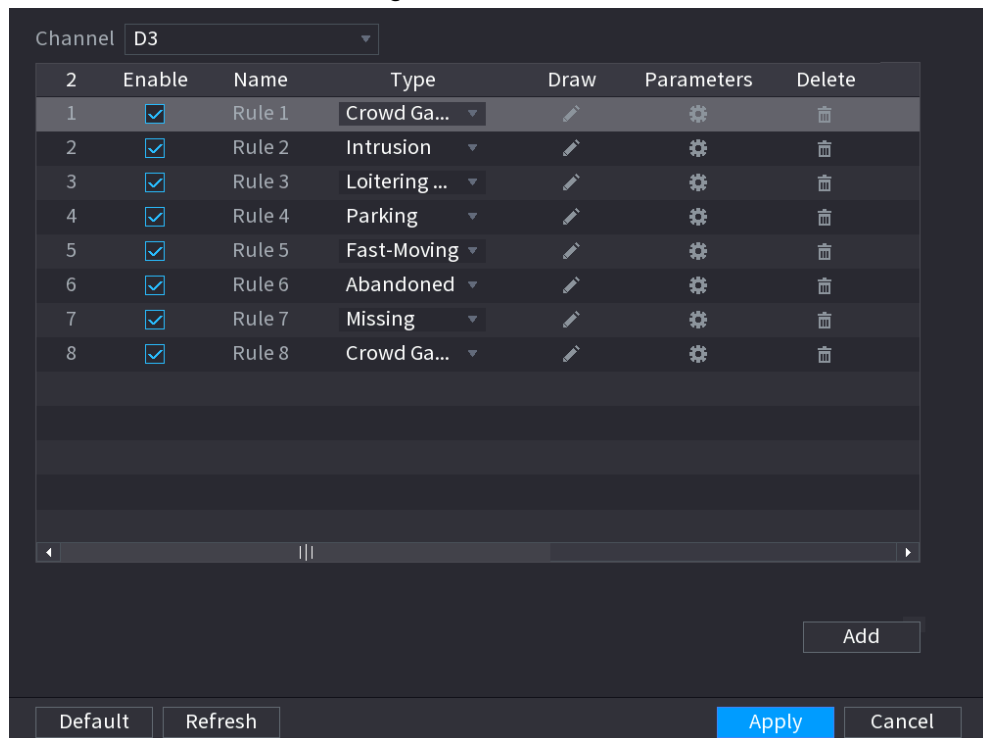 Channel D3
2 Enable Name Type Draw Parameters Delete
1 Rule 1 Crowd Ga...
2 Rule 2 Intrusion
3 Rule 3 Loitering ...
4 Rule 4 Parking
5 Rule 5 Fast-Moving
6 Rule 6 Abandoned
7 Rule 7 Missing
8 Rule 8 Crowd Ga...
Add
Default Refresh Apply Cancel